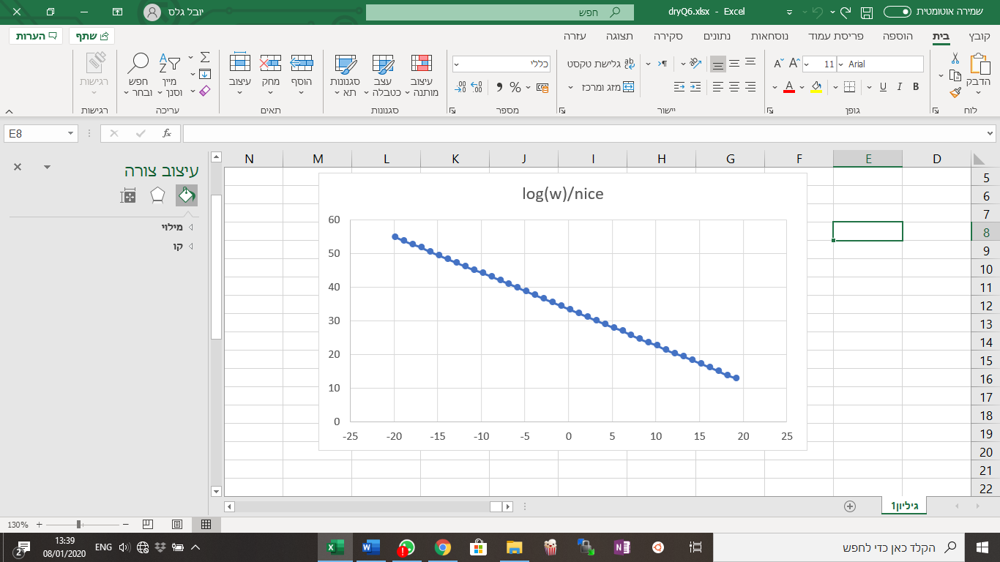 שמירה אוטומטית
dryQ6.xlsx - Excel
חפש
יובל גלס
קובץ
בית
הוספה
פריסת עמוד
נוסחאות
נתונים
סקירה
תצוגה
עזרה
שתף
הערות
הדבק
לוח
Arial
11
B I U
גופן
גלישת טקסט
מזג ומרכז
יישור
כללי
%
מספר
עיצוב מותנה
עצב כטבלה
סגנונות תא
סגנונות
הוסף
מחק
עיצוב
תאים
מיין וסנן
חפש ובחר
עריכה
רגישות
רגישות
E8
fx
עיצוב צורה
מילוי
קו
D E F G H I J K L M N
5
6
7
8
9
10
11
12
13
14
15
16
17
18
19
20
21
22
log(w)/nice
60
50
40
30
20
10
0
-25 -20 -15 -10 -5 0 5 10 15 20 25
גיליון1
130%
הקלד כאן כדי לחפש
ENG
13:39
08/01/2020
2